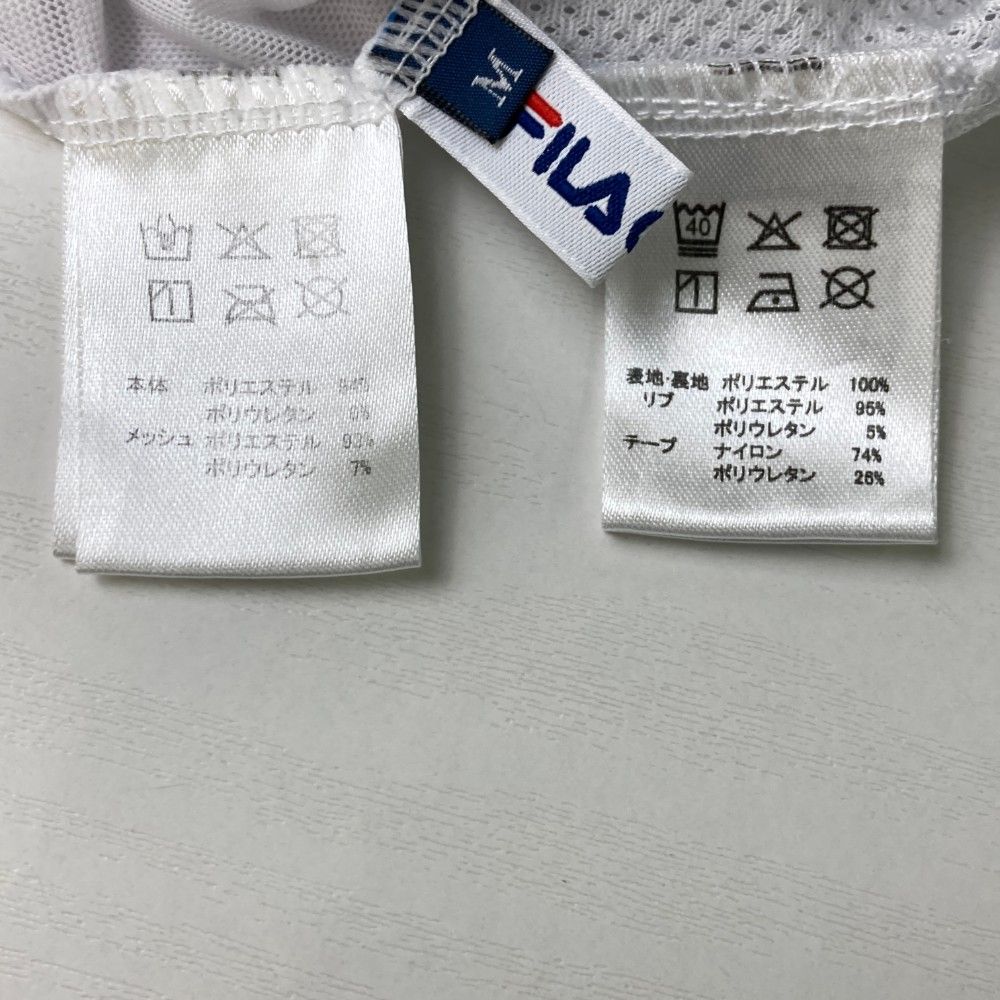 M
FILA
本体 ポリエステル 94%
ポリウレタン 6%
メッシュ ポリエステル 93%
ポリウレタン 7%
40
表地・裏地 ポリエステル 100%
リブ ポリエステル 95%
ポリウレタン 5%
テープ ナイロン 74%
ポリウレタン 26%